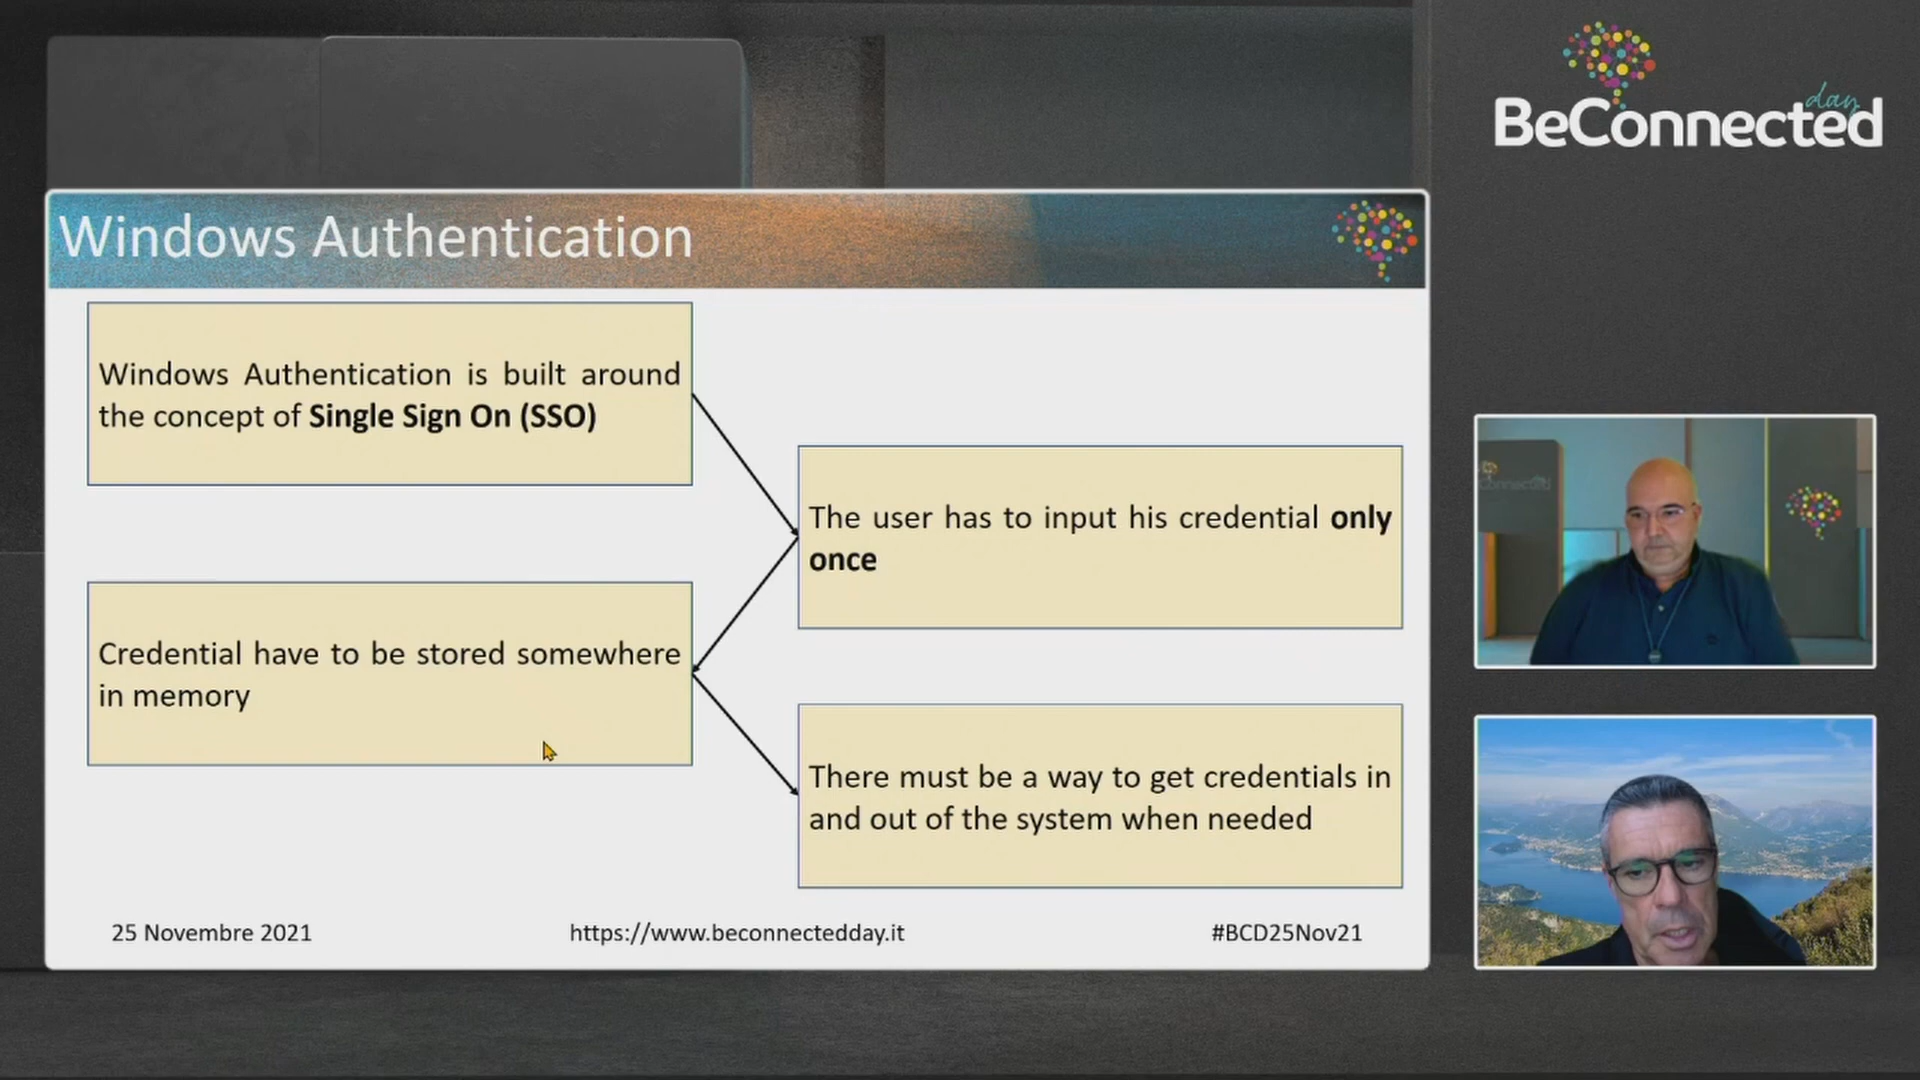 day
BeConnected
Windows Authentication
Windows Authentication is built around
the concept of Single Sign On (SSO)
The user has to input his credential only
once
Credential have to be stored somewhere
in memory
There must be a way to get credentials in
and out of the system when needed
25 Novembre 2021
https://www.beconnectedday.it
#BCD25Nov21